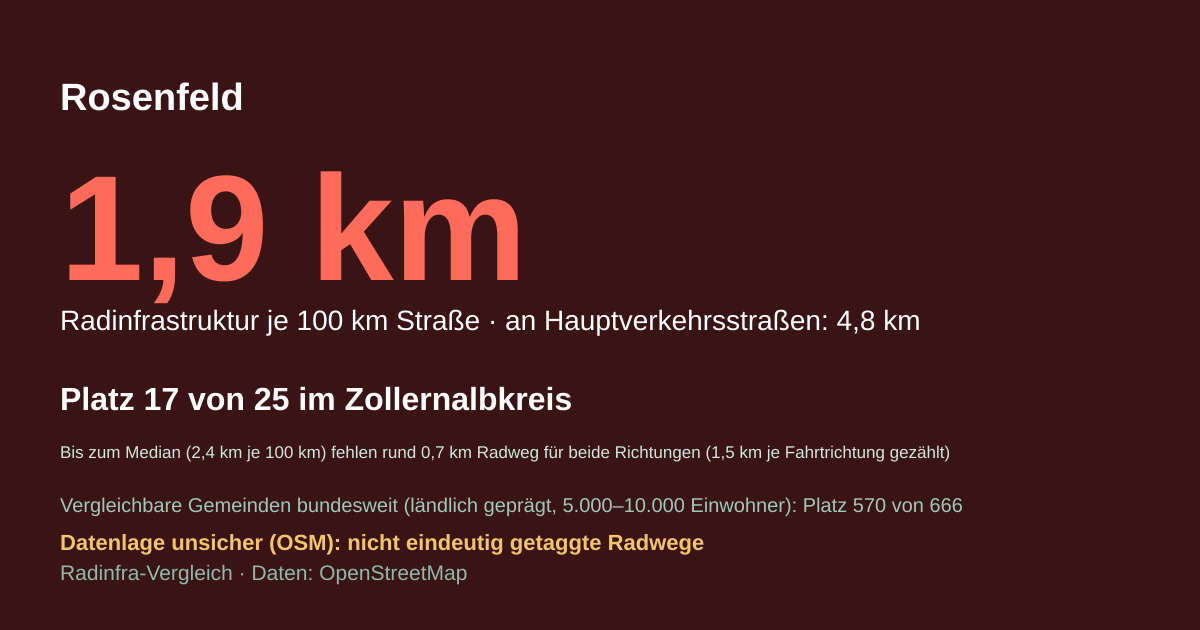 Rosenfeld
1,9 km
Radinfrastruktur je 100 km Straße · an Hauptverkehrsstraßen: 4,8 km
Platz 17 von 25 im Zollernalbkreis
Bis zum Median (2,4 km je 100 km) fehlen rund 0,7 km Radweg für beide Richtungen (1,5 km je Fahrtrichtung gezählt)
Vergleichbare Gemeinden bundesweit (ländlich geprägt, 5.000–10.000 Einwohner): Platz 570 von 666
Datenlage unsicher (OSM): nicht eindeutig getaggte Radwege
Radinfra-Vergleich · Daten: OpenStreetMap